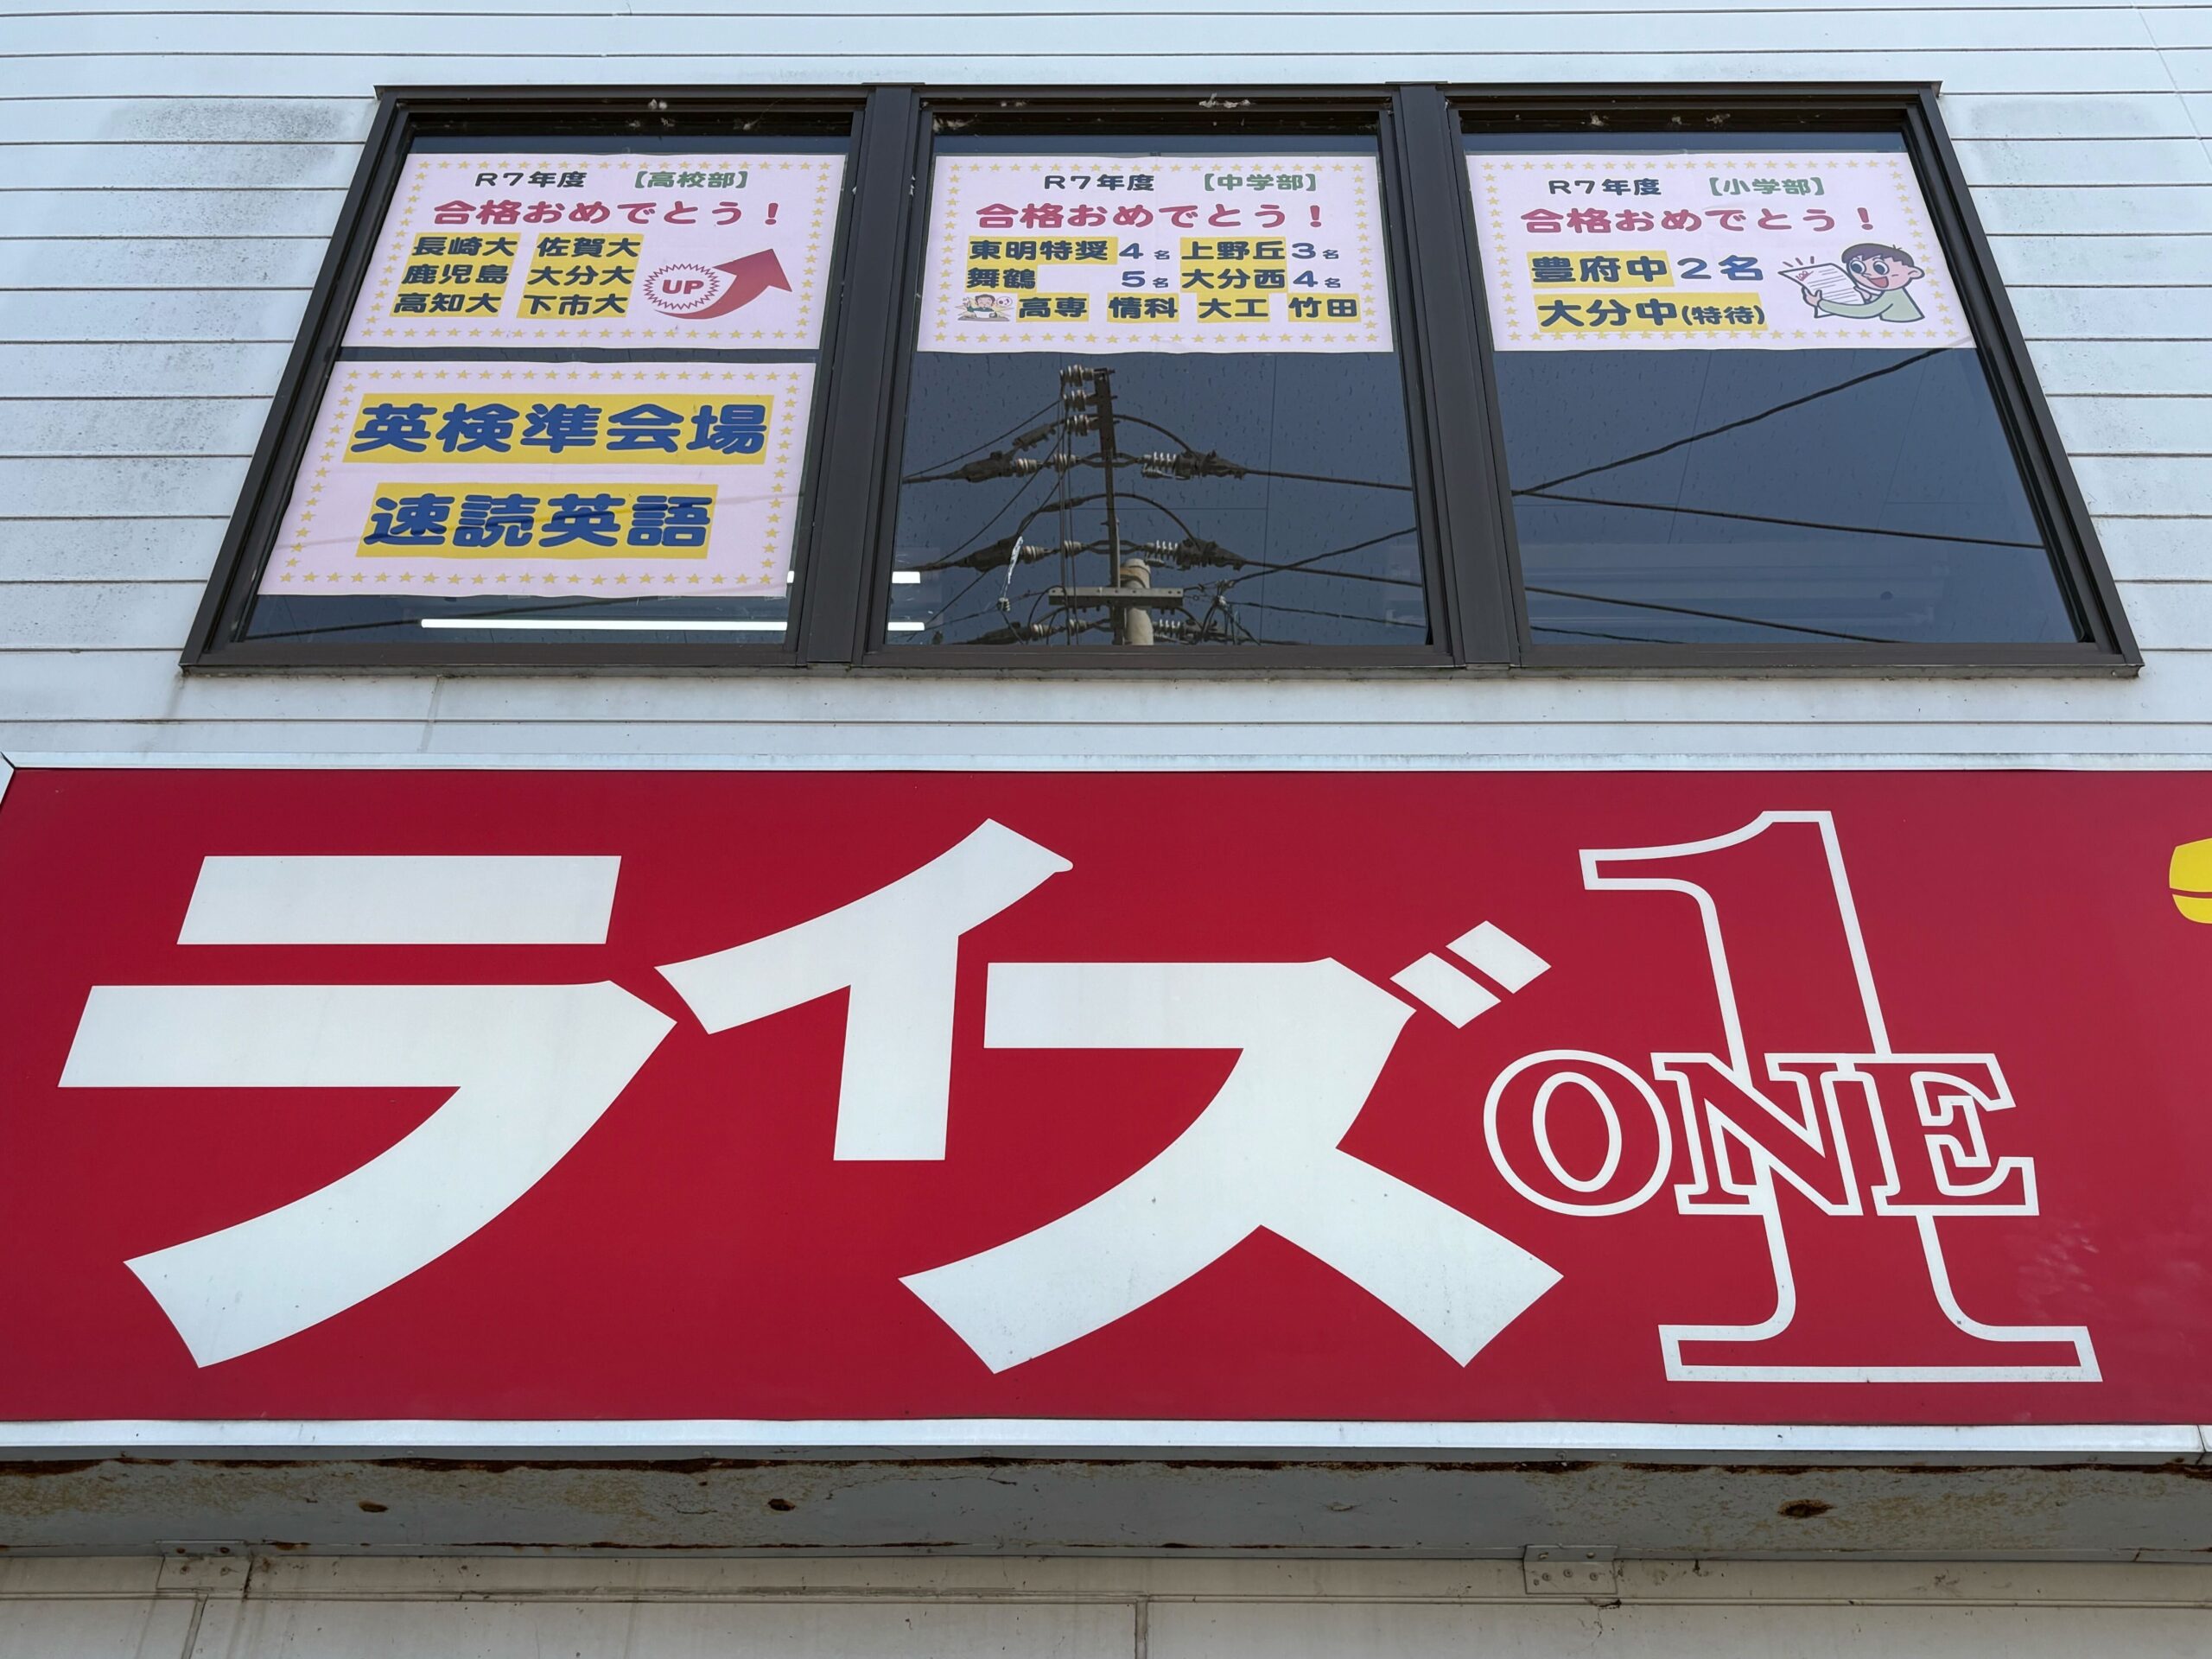 R7年度 【高校部】
合格おめでとう！
長崎大 佐賀大
鹿児島 大分大
高知大 下市大
UP
英検準会場
速読英語
R7年度 【中学部】
合格おめでとう！
東明特奨4名 上野丘3名
舞鶴 5名 大分西4名
高専 情科 大工 竹田
R7年度 【小学部】
合格おめでとう！
豊府中2名
大分中(特待)
ライズ1
ONE